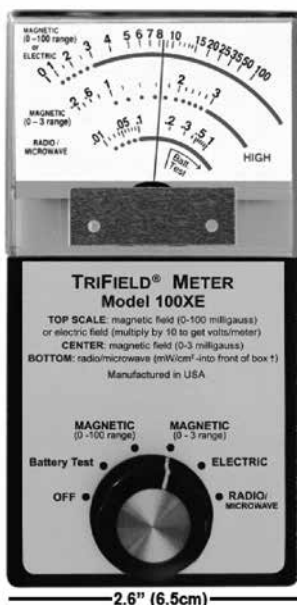 MAGNETIC
(0–100 range)
or
ELECTRIC
0 1 2 3 4 5 6 7 8 10 15 20 25 35 50 100
MAGNETIC
(0 – 3 range)
.2 .5 1 2 3
RADIO/
MICROWAVE
.01 .05 .1 .2 .3 .5 1
Batt.
Test
HIGH
TRIFIELD® METER
Model 100XE
TOP SCALE: magnetic field (0-100 milligauss)
or electric field (multiply by 10 to get volts/meter)
CENTER: magnetic field (0-3 milligauss)
BOTTOM: radio/microwave (mW/cm²-into front of box †)
Manufactured in USA
MAGNETIC
(0 -100 range)
MAGNETIC
(0 – 3 range)
Battery Test
ELECTRIC
OFF
RADIO/
MICROWAVE
2.6" (6.5cm)